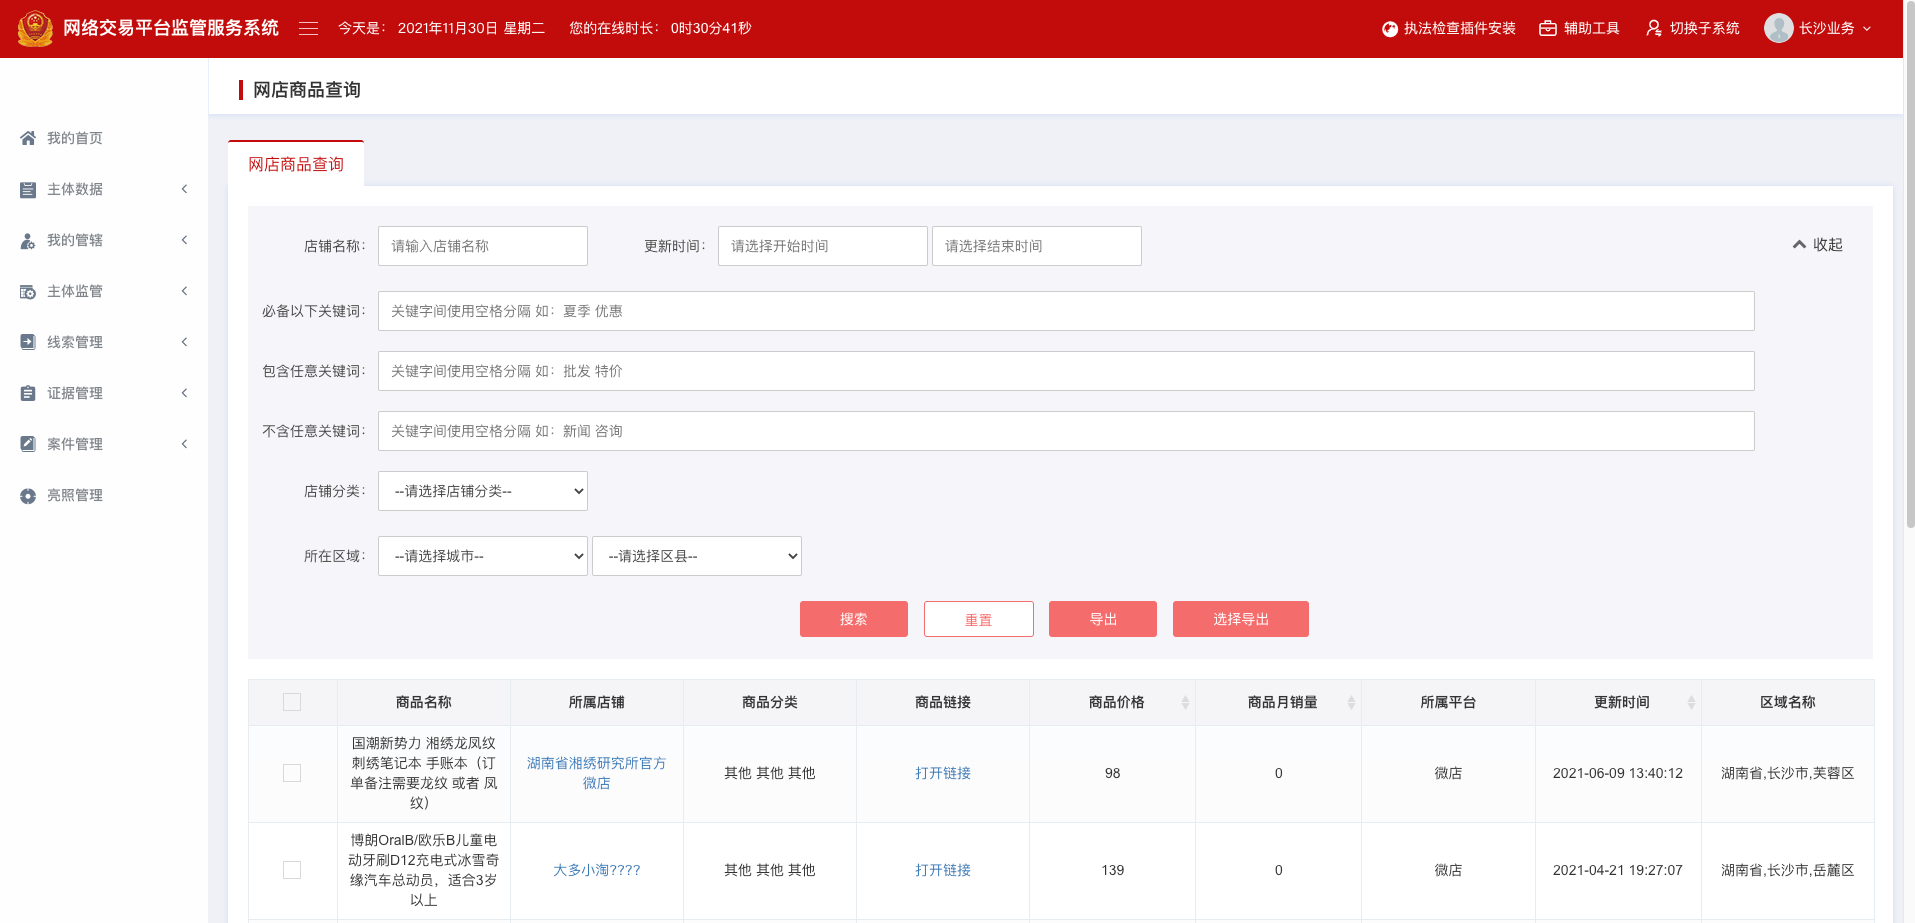 网络交易平台监管服务系统
今天是： 2021年11月30日 星期二 您的在线时长： 0时30分41秒
执法检查插件安装 辅助工具 切换子系统 长沙业务
网店商品查询
我的首页
主体数据
我的管辖
主体监管
线索管理
证据管理
案件管理
亮照管理
网店商品查询
店铺名称： 请输入店铺名称 更新时间： 请选择开始时间 请选择结束时间 收起
必备以下关键词： 关键字间使用空格分隔 如：夏季 优惠
包含任意关键词： 关键字间使用空格分隔 如：批发 特价
不含任意关键词： 关键字间使用空格分隔 如：新闻 咨询
店铺分类： --请选择店铺分类--
所在区域： --请选择城市-- --请选择区县--
搜索 重置 导出 选择导出
商品名称 所属店铺 商品分类 商品链接 商品价格 商品月销量 所属平台 更新时间 区域名称
国潮新势力 湘绣龙凤纹
刺绣笔记本 手账本（订
单备注需要龙纹 或者 凤
纹）
湖南省湘绣研究所官方
微店
其他 其他 其他 打开链接 98 0 微店 2021-06-09 13:40:12 湖南省,长沙市,芙蓉区
博朗OralB/欧乐B儿童电
动牙刷D12充电式冰雪奇
缘汽车总动员，适合3岁
以上
大多小淘???? 其他 其他 其他 打开链接 139 0 微店 2021-04-21 19:27:07 湖南省,长沙市,岳麓区